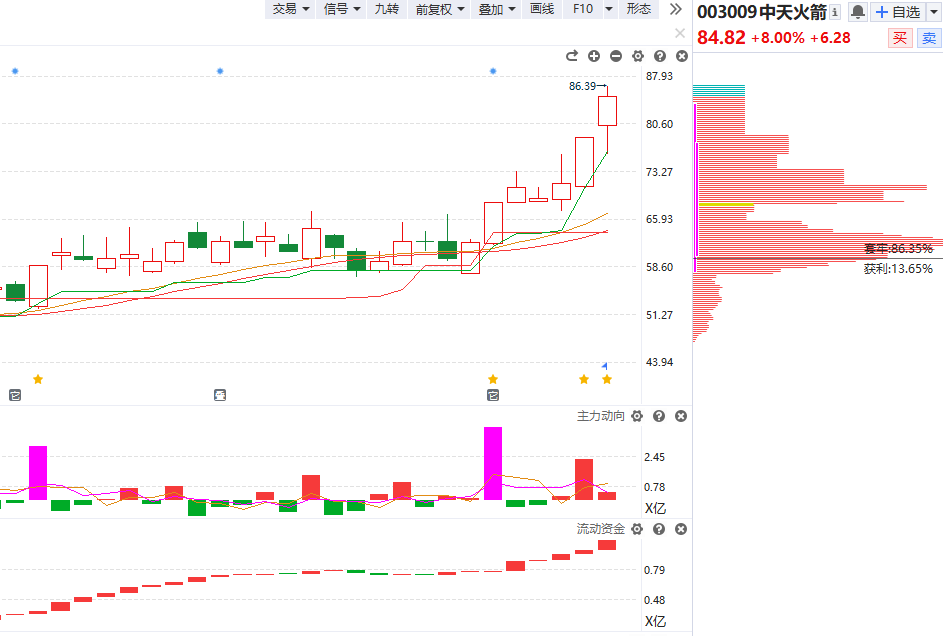 交易 信号 九转 前复权 叠加 画线 F10 形态
003009中天火箭 i + 自选
84.82 +8.00% +6.28 买 卖
87.93
86.39
80.60
73.27
65.93
套牢:86.35%
58.60
获利:13.65%
51.27
43.94
主力动向
2.45
0.78
X亿
流动资金
0.79
0.48
X亿